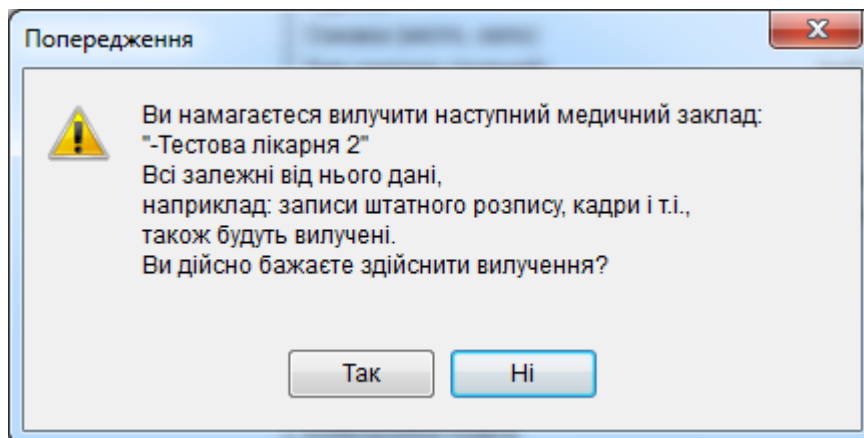 Попередження
Ви намагаєтеся вилучити наступний медичний заклад:
"-Тестова лікарня 2"
Всі залежні від нього дані,
наприклад: записи штатного розпису, кадри і т.і.,
також будуть вилучені.
Ви дійсно бажаєте здійснити вилучення?
Так
Ні